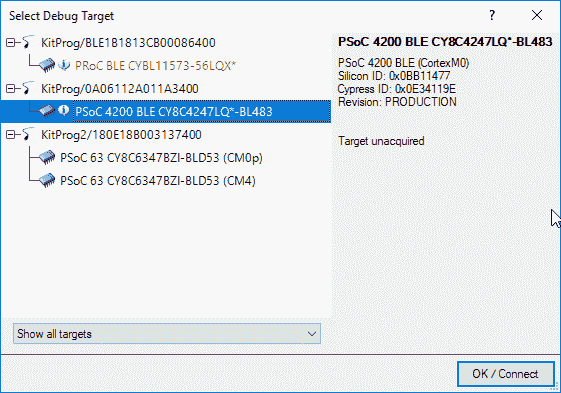 Select Debug Target
KitProg/BLE1B1813CB00086400
PRoC BLE CYBL11573-56LQX*
KitProg/0A06112A011A3400
PSoC 4200 BLE CY8C4247LQ*-BL483
KitProg2/180E18B003137400
PSoC 63 CY8C6347BZI-BLD53 (CM0p)
PSoC 63 CY8C6347BZI-BLD53 (CM4)
Show all targets
PSoC 4200 BLE CY8C4247LQ*-BL483
PSoC 4200 BLE (CortexM0)
Silicon ID: 0x0BB11477
Cypress ID: 0x0E34119E
Revision: PRODUCTION
Target unacquired
OK / Connect